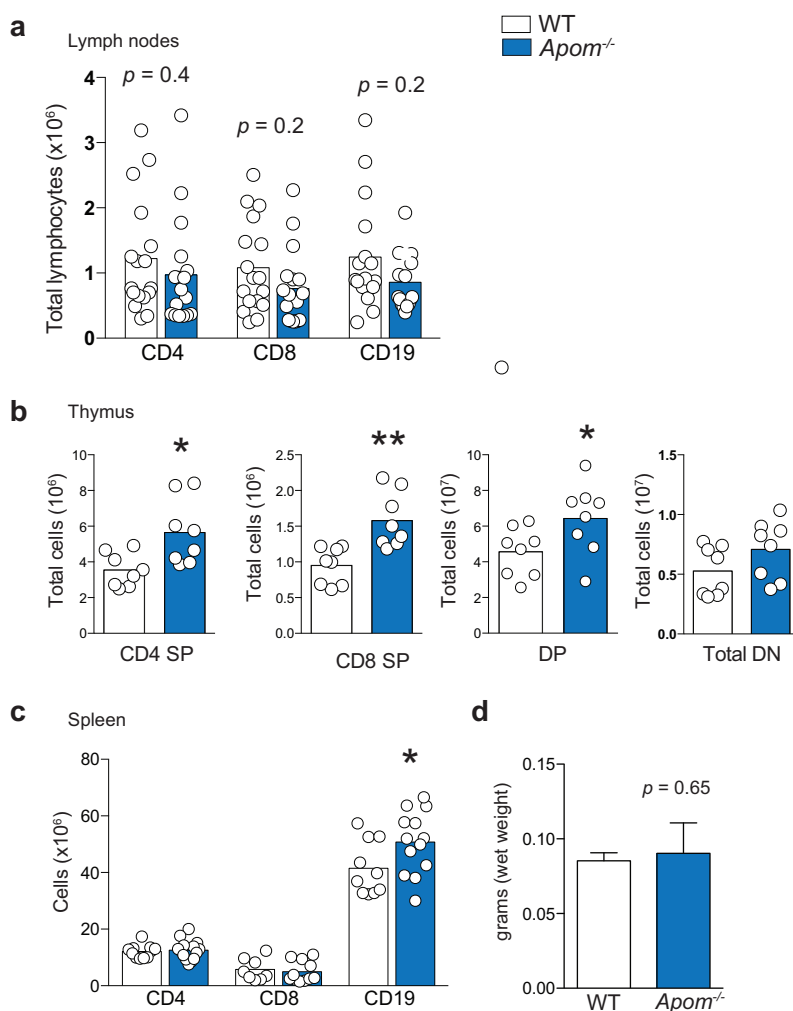 WT
Apom-/-
a
Lymph nodes
p = 0.4
p = 0.2
p = 0.2
Total lymphocytes (x10⁶)
4
3
2
1
0
CD4
CD8
CD19
b
Thymus
*
**
*
Total cells (10⁶)
10
8
6
4
2
0
CD4 SP
Total cells (10⁶)
2.5
2.0
1.5
1.0
0.5
0.0
CD8 SP
Total cells (10⁷)
10
8
6
4
2
0
DP
Total cells (10⁷)
1.5
1.0
0.5
0.0
Total DN
c
Spleen
*
Cells (x10⁶)
80
60
40
20
0
CD4
CD8
CD19
d
p = 0.65
grams (wet weight)
0.15
0.10
0.05
0.00
WT
Apom-/-